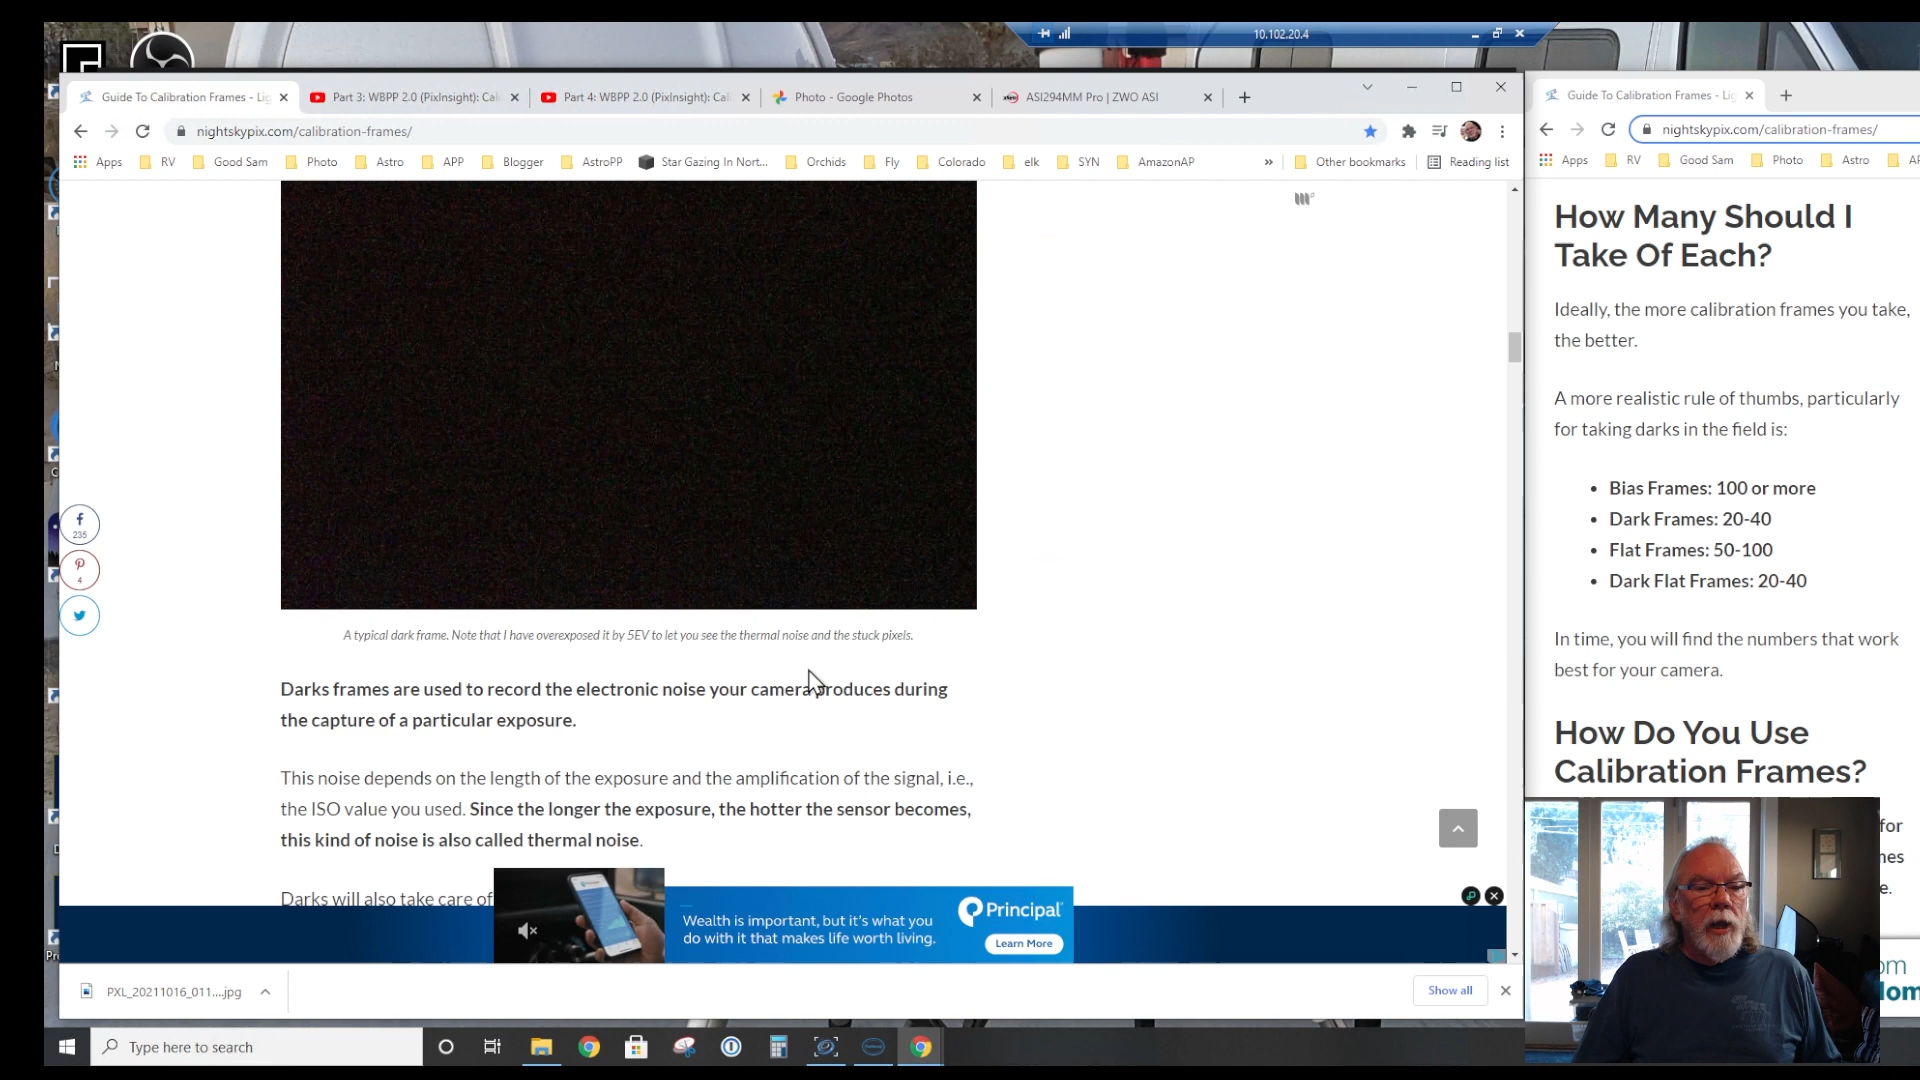 10.102.20.4
Guide To Calibration Frames - Lig
Part 3: WBPP 2.0 (PixInsight): Cal
Part 4: WBPP 2.0 (PixInsight): Cal
Photo - Google Photos
ASI294MM Pro | ZWO ASI
nightskypix.com/calibration-frames/
Apps RV Good Sam Photo Astro APP Blogger AstroPP Star Gazing In Nort... Orchids Fly Colorado elk SYN AmazonAP » Other bookmarks Reading list
235
4
A typical dark frame. Note that I have overexposed it by 5EV to let you see the thermal noise and the stuck pixels.
Darks frames are used to record the electronic noise your camera produces during
the capture of a particular exposure.
This noise depends on the length of the exposure and the amplification of the signal, i.e.,
the ISO value you used. Since the longer the exposure, the hotter the sensor becomes,
this kind of noise is also called thermal noise.
Darks will also take care of
Wealth is important, but it's what you
do with it that makes life worth living.
Principal
Learn More
PXL_20211016_011....jpg
Show all
Type here to search
Guide To Calibration Frames - Lig
nightskypix.com/calibration-frames/
Apps RV Good Sam Photo Astro
How Many Should I
Take Of Each?
Ideally, the more calibration frames you take,
the better.
A more realistic rule of thumbs, particularly
for taking darks in the field is:
• Bias Frames: 100 or more
• Dark Frames: 20-40
• Flat Frames: 50-100
• Dark Flat Frames: 20-40
In time, you will find the numbers that work
best for your camera.
How Do You Use
Calibration Frames?
for